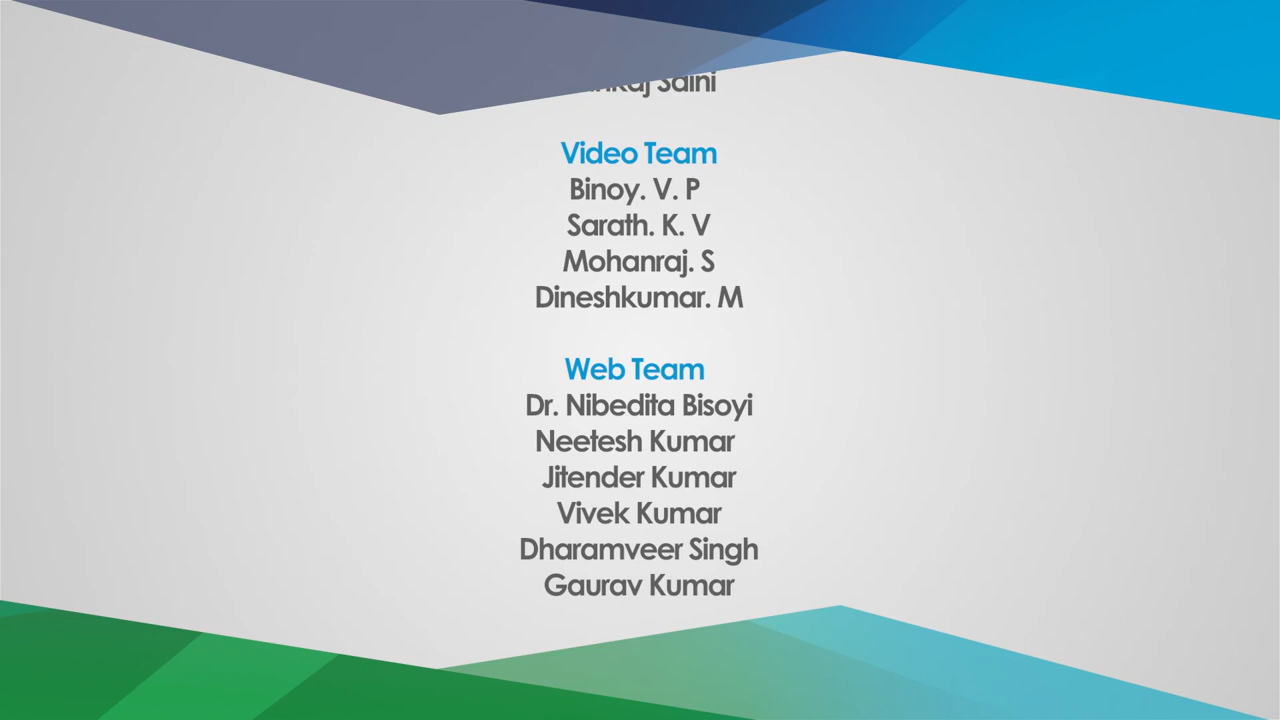 Saini
Video Team
Binoy. V. P
Sarath. K. V
Mohanraj. S
Dineshkumar. M
Web Team
Dr. Nibedita Bisoyi
Neetesh Kumar
Jitender Kumar
Vivek Kumar
Dharamveer Singh
Gaurav Kumar